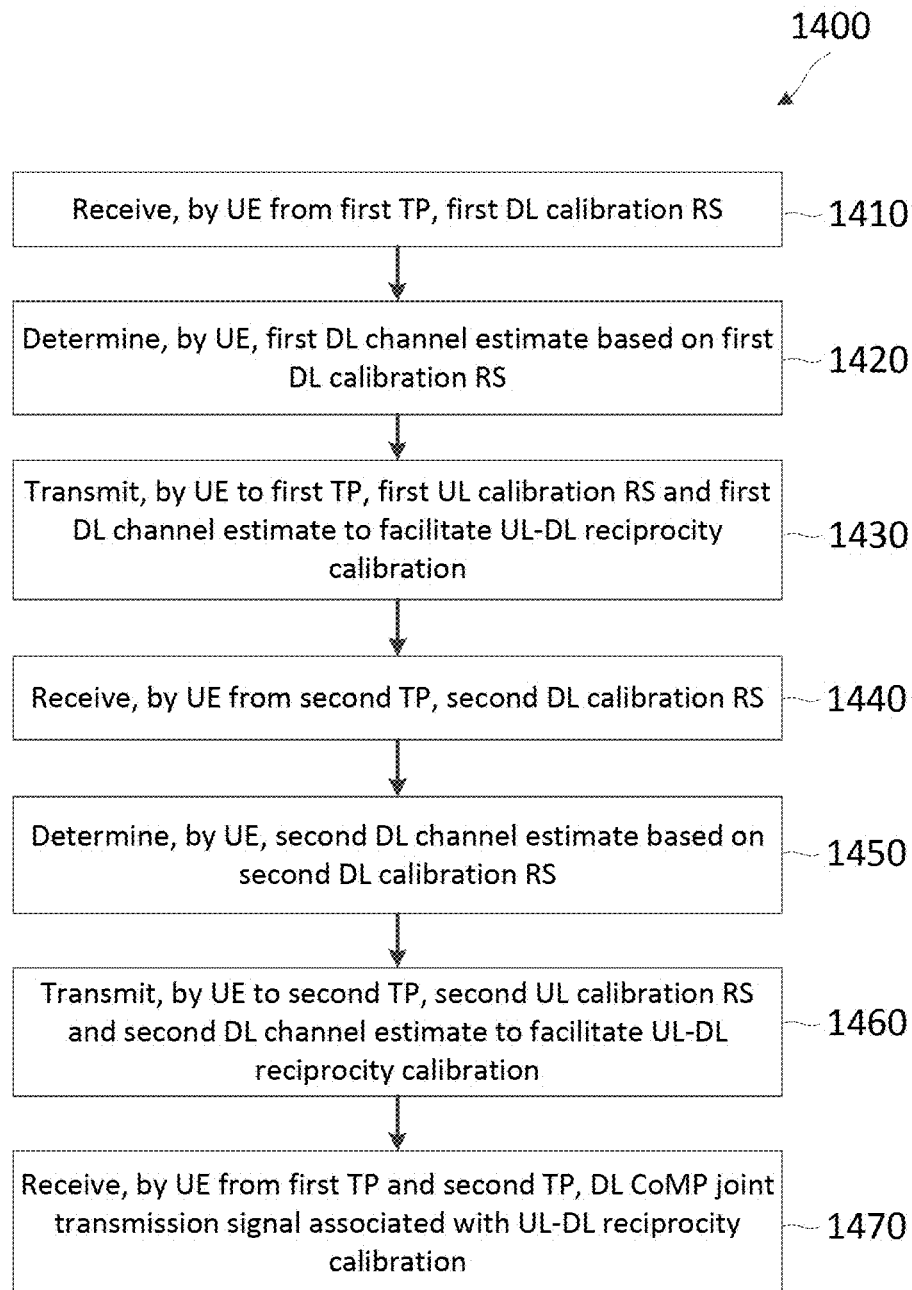 1400
Receive, by UE from first TP, first DL calibration RS
1410
Determine, by UE, first DL channel estimate based on first
DL calibration RS
1420
Transmit, by UE to first TP, first UL calibration RS and first
DL channel estimate to facilitate UL-DL reciprocity
calibration
1430
Receive, by UE from second TP, second DL calibration RS
1440
Determine, by UE, second DL channel estimate based on
second DL calibration RS
1450
Transmit, by UE to second TP, second UL calibration RS
and second DL channel estimate to facilitate UL-DL
reciprocity calibration
1460
Receive, by UE from first TP and second TP, DL CoMP joint
transmission signal associated with UL-DL reciprocity
calibration
1470